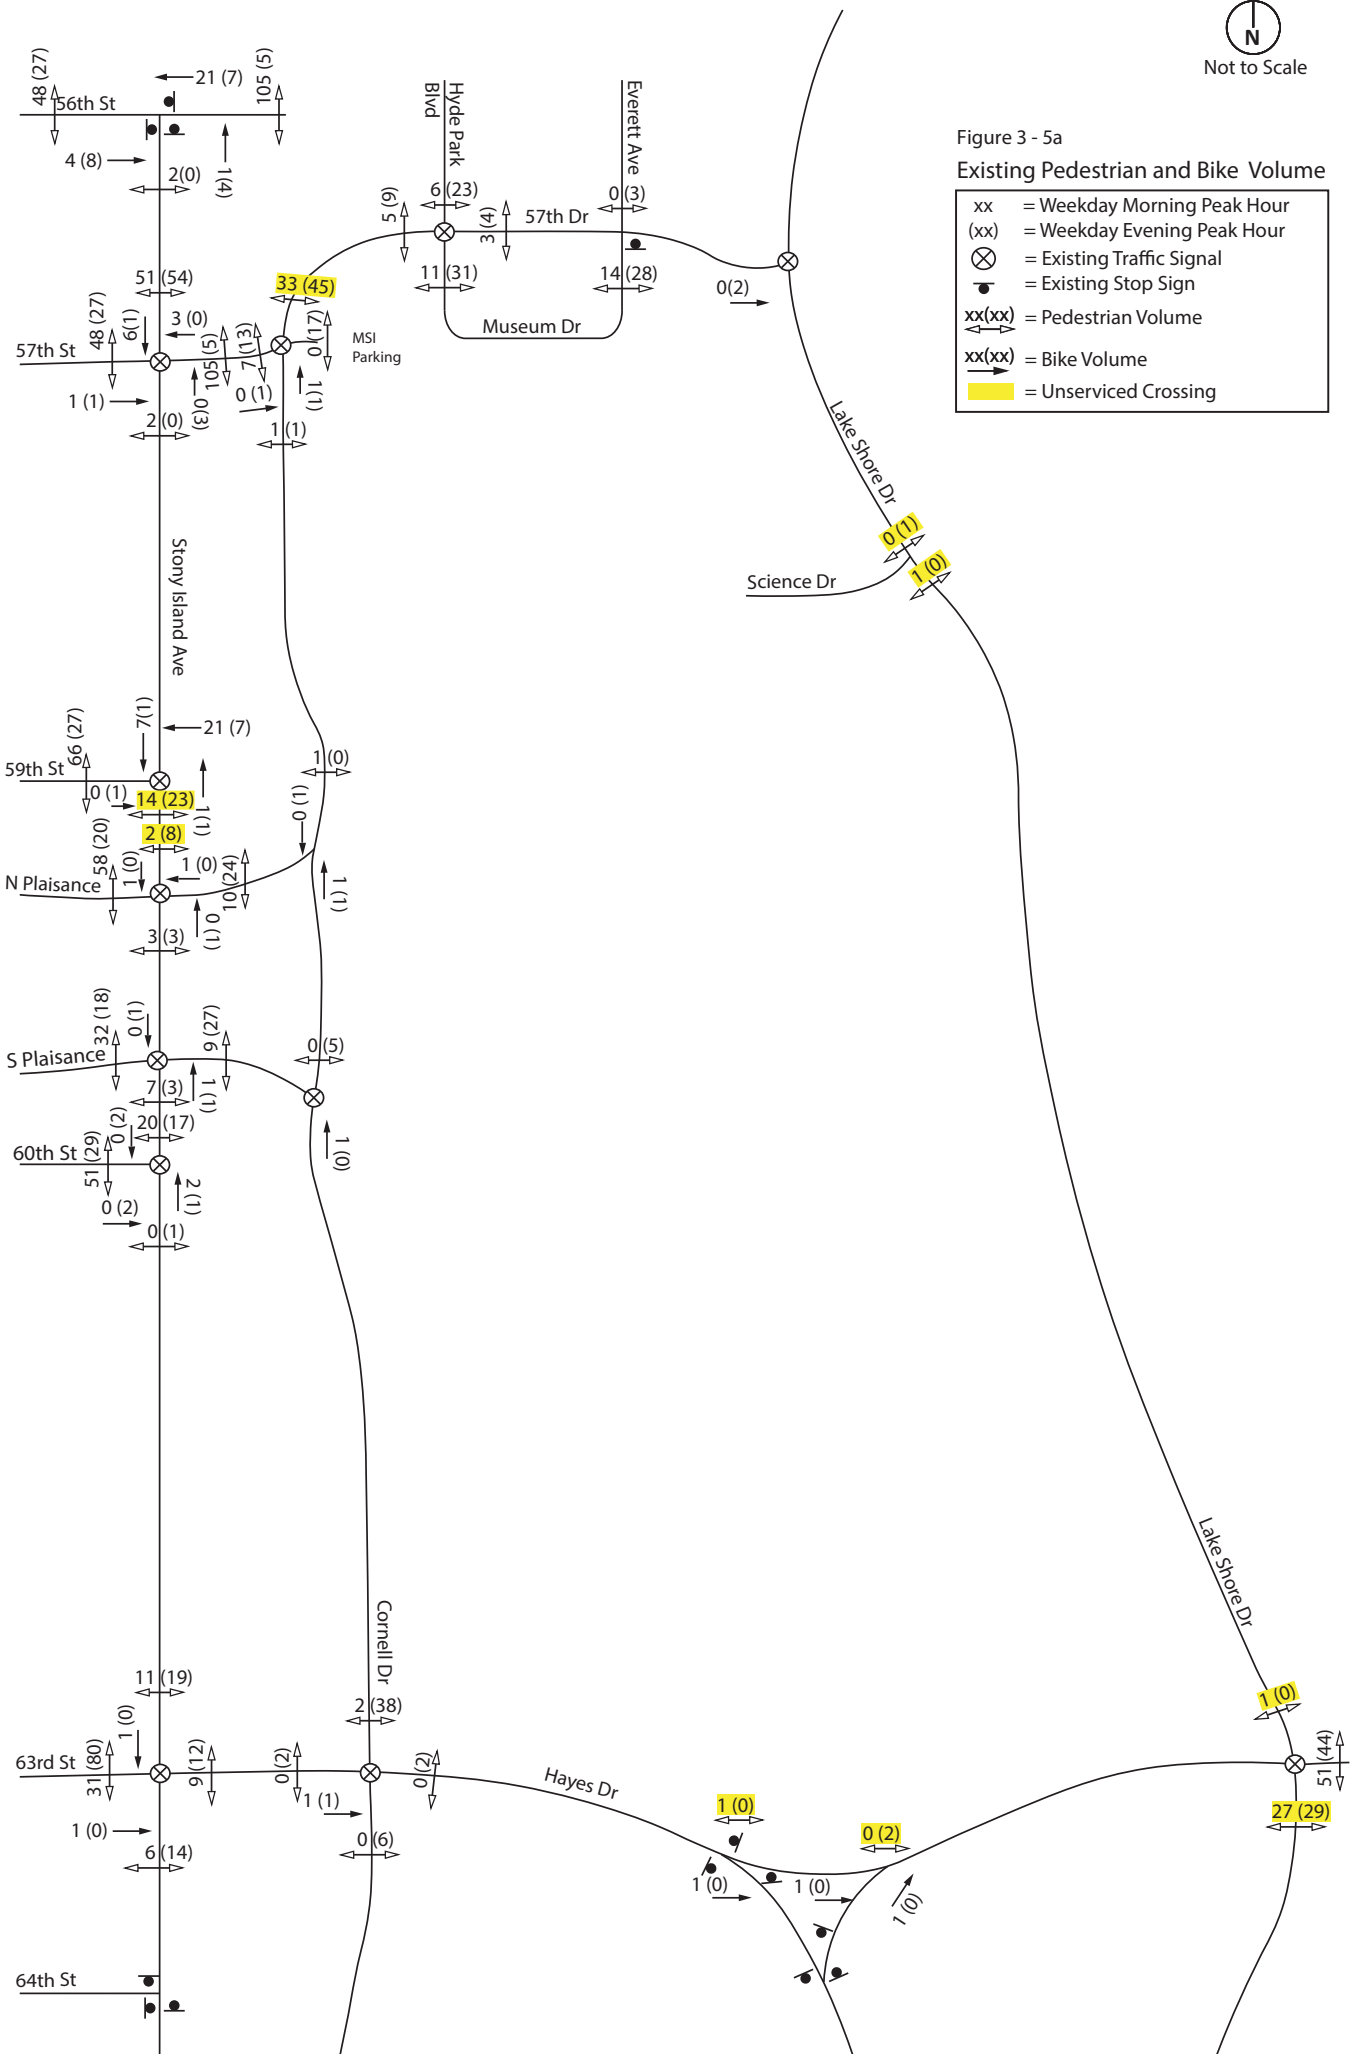 N
Not to Scale
Figure 3 - 5a
Existing Pedestrian and Bike Volume
xx = Weekday Morning Peak Hour
(xx) = Weekday Evening Peak Hour
= Existing Traffic Signal
= Existing Stop Sign
xx(xx) = Pedestrian Volume
xx(xx) = Bike Volume
= Unserviced Crossing
48 (27)
56th St
21 (7)
105 (5)
4 (8)
2(0)
1(4)
Hyde Park
Blvd
Everett Ave
6 (23)
0 (3)
5 (9)
3 (4)
57th Dr
11 (31)
14 (28)
Museum Dr
0(2)
51 (54)
33 (45)
48 (27)
6(1)
3 (0)
105 (5)
7 (13)
0 (17)
MSI
Parking
57th St
1 (1)
0(3)
0 (1)
1(1)
2 (0)
1 (1)
Lake Shore Dr
0 (1)
1 (0)
Science Dr
Stony Island Ave
7(1)
21 (7)
66 (27)
59th St
0 (1)
14 (23)
1(1)
1 (0)
0 (1)
2 (8)
58 (20)
1 (0)
1 (0)
10 (24)
N Plaisance
0 (1)
1 (1)
3 (3)
32 (18)
0 (1)
9 (27)
S Plaisance
0 (5)
7 (3)
1 (1)
20 (17)
0 (2)
60th St
51 (29)
1 (0)
2 (1)
0 (2)
0 (1)
Lake Shore Dr
Cornell Dr
11 (19)
1 (0)
2 (38)
1 (0)
63rd St
31 (80)
9 (12)
0 (2)
0 (2)
Hayes Dr
51 (44)
1 (1)
1 (0)
27 (29)
1 (0)
0 (6)
0 (2)
6 (14)
1 (0)
1 (0)
1 (0)
64th St